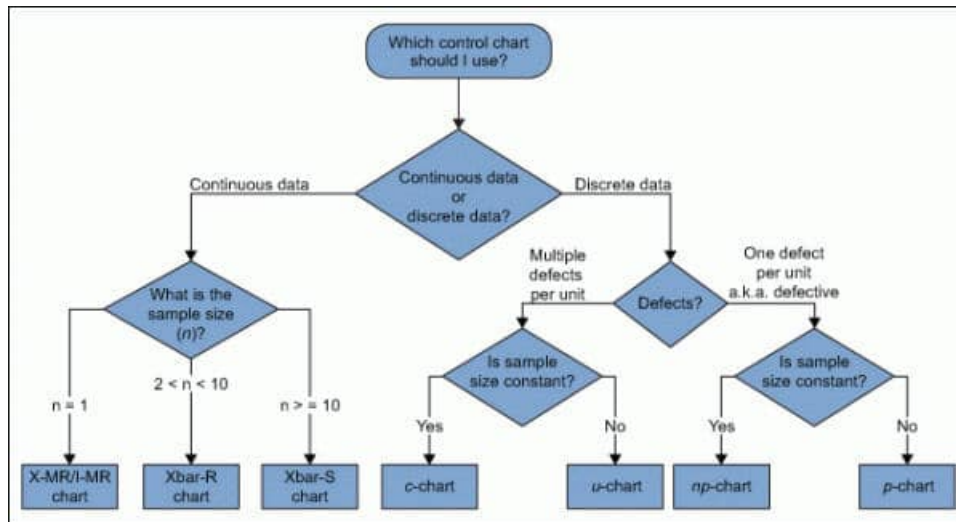 Which control chart
should I use?
Continuous data
or
discrete data?
Continuous data
Discrete data
What is the
sample size
(n)?
Multiple
defects
per unit
Defects?
One defect
per unit
a.k.a. defective
n = 1
2 < n < 10
n > = 10
Is sample
size constant?
Is sample
size constant?
Yes
No
Yes
No
X-MR/I-MR
chart
Xbar-R
chart
Xbar-S
chart
c-chart
u-chart
np-chart
p-chart